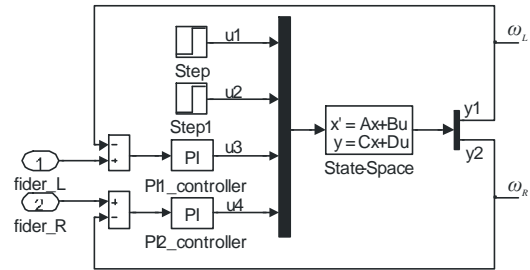 ω_L
u1
Step
u2
Step1
x' = Ax+Bu
y = Cx+Du
State-Space
y1
y2
−
+
1
fider_L
PI
u3
PI1_controller
2
fider_R
+
−
PI
u4
PI2_controller
ω_R